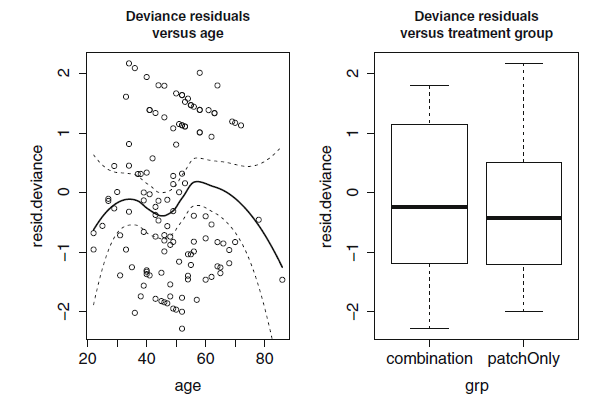 Deviance residuals
versus age
resid.deviance
2
1
0
−1
−2
20
40
60
80
age
Deviance residuals
versus treatment group
resid.deviance
2
1
0
−1
−2
combination
patchOnly
grp